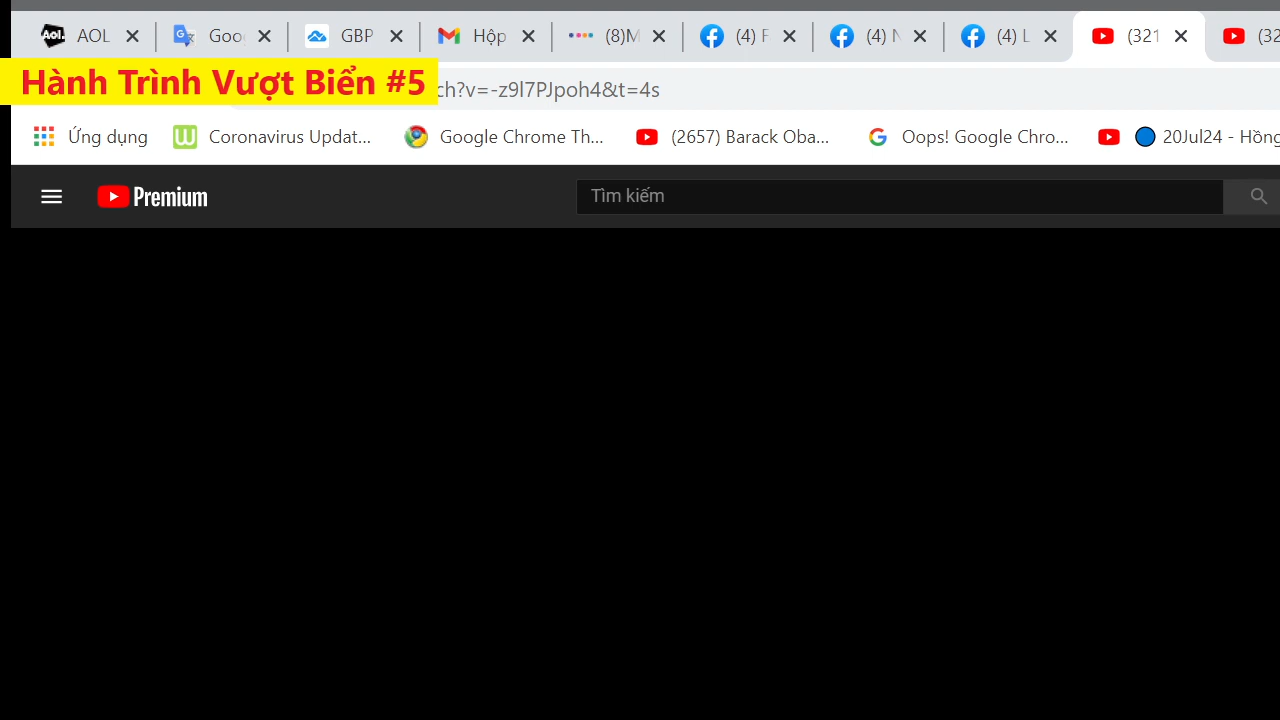 AOL
Goo
GBP
Hộp
(8)M
(4) F
(4) N
(4) L
(321
(32
Hành Trình Vượt Biển #5
ch?v=-z9l7PJpoh4&t=4s
Ứng dụng
Coronavirus Updat...
Google Chrome Th...
(2657) Barack Oba...
Oops! Google Chro...
20Jul24 - Hồng
Premium
Tìm kiếm